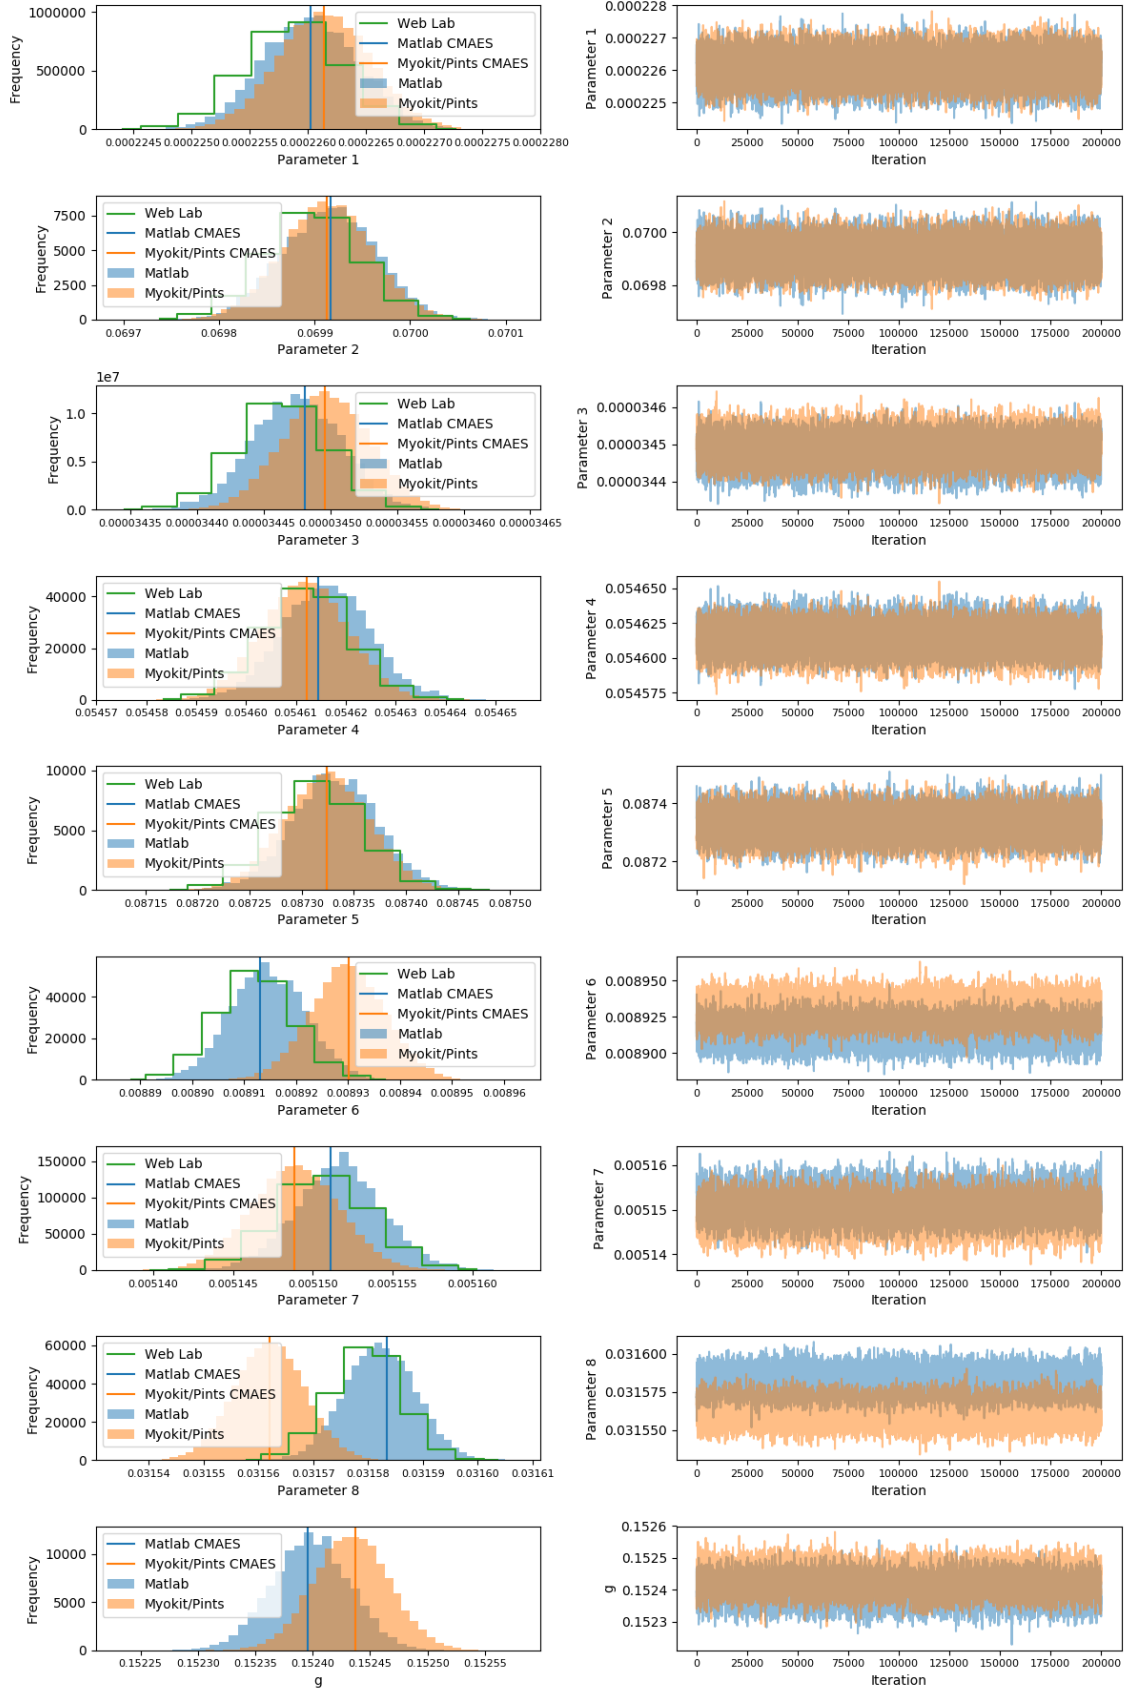 1000000
500000
0
Frequency
0.0002245
0.0002250
0.0002255
0.0002260
0.0002265
0.0002270
0.0002275
0.0002280
Parameter 1
Web Lab
Matlab CMAES
Myokit/Pints CMAES
Matlab
Myokit/Pints
0.000228
0.000227
0.000226
0.000225
Parameter 1
0 25000 50000 75000 100000 125000 150000 175000 200000
Iteration
7500
5000
2500
0
Frequency
Web Lab
Matlab CMAES
Myokit/Pints CMAES
Matlab
Myokit/Pints
0.0697 0.0698 0.0699 0.0700 0.0701
Parameter 2
0.0700
0.0698
Parameter 2
0 25000 50000 75000 100000 125000 150000 175000 200000
Iteration
1e7
1.0
0.5
0.0
Frequency
Web Lab
Matlab CMAES
Myokit/Pints CMAES
Matlab
Myokit/Pints
0.00003435 0.00003440 0.00003445 0.00003450 0.00003455 0.00003460 0.00003465
Parameter 3
0.0000346
0.0000345
0.0000344
Parameter 3
0 25000 50000 75000 100000 125000 150000 175000 200000
Iteration
40000
20000
0
Frequency
Web Lab
Matlab CMAES
Myokit/Pints CMAES
Matlab
Myokit/Pints
0.05457 0.05458 0.05459 0.05460 0.05461 0.05462 0.05463 0.05464 0.05465
Parameter 4
0.054650
0.054625
0.054600
0.054575
Parameter 4
0 25000 50000 75000 100000 125000 150000 175000 200000
Iteration
10000
5000
0
Frequency
Web Lab
Matlab CMAES
Myokit/Pints CMAES
Matlab
Myokit/Pints
0.08715 0.08720 0.08725 0.08730 0.08735 0.08740 0.08745 0.08750
Parameter 5
0.0874
0.0872
Parameter 5
0 25000 50000 75000 100000 125000 150000 175000 200000
Iteration
40000
20000
0
Frequency
Web Lab
Matlab CMAES
Myokit/Pints CMAES
Matlab
Myokit/Pints
0.00889 0.00890 0.00891 0.00892 0.00893 0.00894 0.00895 0.00896
Parameter 6
0.008950
0.008925
0.008900
Parameter 6
0 25000 50000 75000 100000 125000 150000 175000 200000
Iteration
150000
100000
50000
0
Frequency
Web Lab
Matlab CMAES
Myokit/Pints CMAES
Matlab
Myokit/Pints
0.005140 0.005145 0.005150 0.005155 0.005160
Parameter 7
0.00516
0.00515
0.00514
Parameter 7
0 25000 50000 75000 100000 125000 150000 175000 200000
Iteration
60000
40000
20000
0
Frequency
Web Lab
Matlab CMAES
Myokit/Pints CMAES
Matlab
Myokit/Pints
0.03154 0.03155 0.03156 0.03157 0.03158 0.03159 0.03160 0.03161
Parameter 8
0.031600
0.031575
0.031550
Parameter 8
0 25000 50000 75000 100000 125000 150000 175000 200000
Iteration
10000
5000
0
Frequency
Matlab CMAES
Myokit/Pints CMAES
Matlab
Myokit/Pints
0.15225 0.15230 0.15235 0.15240 0.15245 0.15250 0.15255
g
0.1526
0.1525
0.1524
0.1523
g
0 25000 50000 75000 100000 125000 150000 175000 200000
Iteration